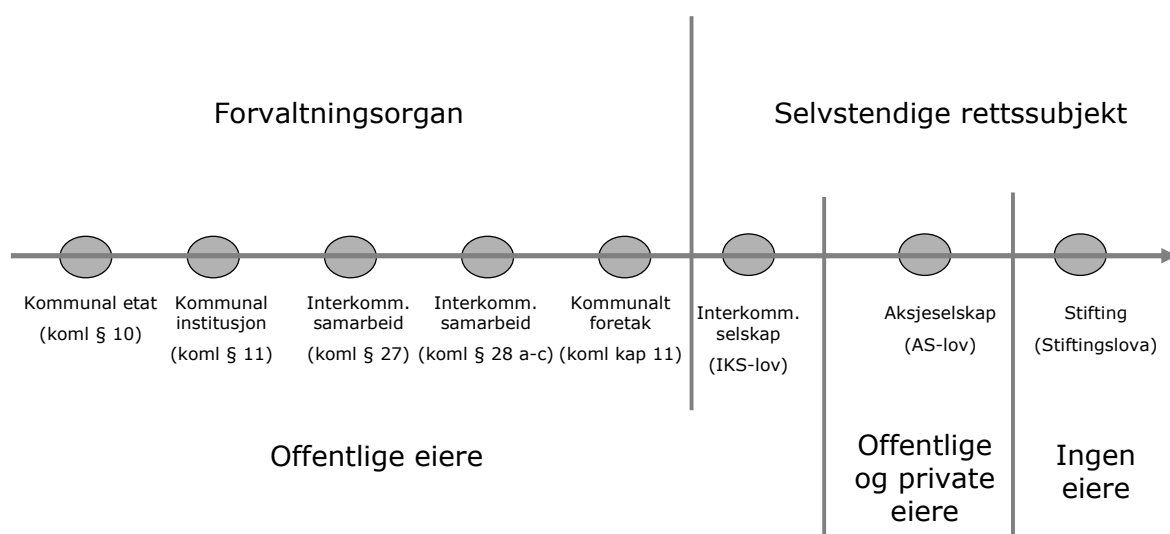 Forvaltningsorgan
Selvstendige rettssubjekt
Kommunal etat
(koml § 10)
Kommunal
institusjon
(koml § 11)
Interkomm.
samarbeid
(koml § 27)
Interkomm.
samarbeid
(koml § 28 a-c)
Kommunalt
foretak
(koml kap 11)
Interkomm.
selskap
(IKS-lov)
Aksjeselskap
(AS-lov)
Stifting
(Stiftingslova)
Offentlige eiere
Offentlige
og private
eiere
Ingen
eiere